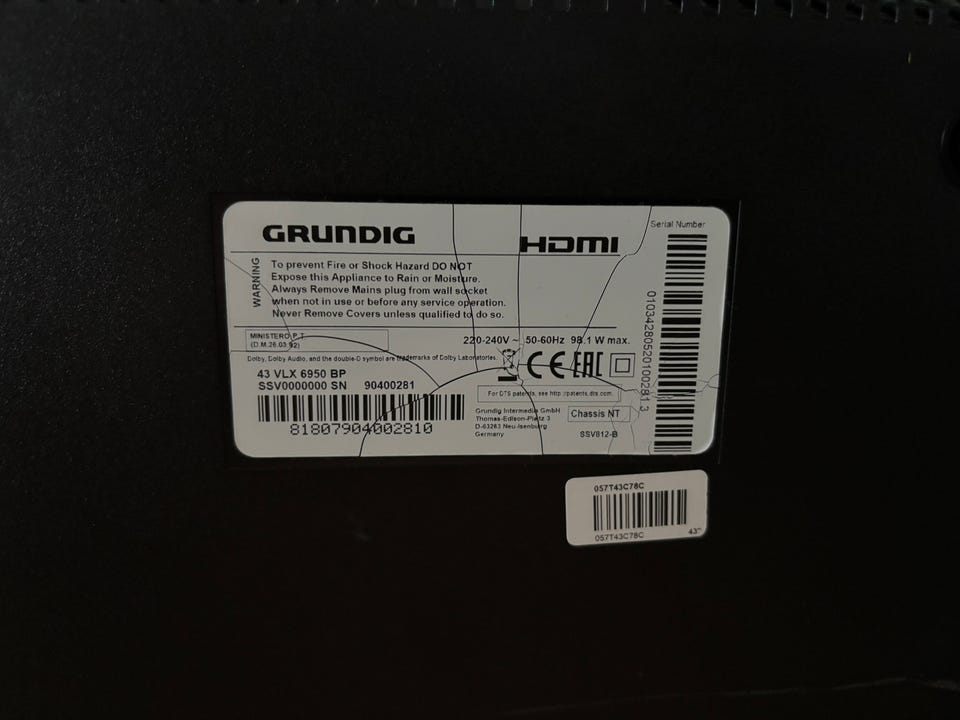 GRUNDIG
HDMI
WARNING
To prevent Fire or Shock Hazard DO NOT
Expose this Appliance to Rain or Moisture.
Always Remove Mains plug from wall socket
when not in use or before any service operation.
Never Remove Covers unless qualified to do so.
MINISTERO P.T.
(D.M.26.03.92)
220-240V ~ 50-60Hz 98.1 W max.
Dolby, Dolby Audio, and the double-D symbol are trademarks of Dolby Laboratories.
CE EAC
43 VLX 6950 BP
SSV0000000 SN 90400281
81807904002810
For DTS patents, see http://patents.dts.com.
Grundig Intermedia GmbH
Thomas-Edison-Platz 3
D-63263 Neu-Isenburg
Germany
Chassis NT
SSV812-B
Serial Number
01034280520100281 3
057T43C78C
057T43C78C
43"